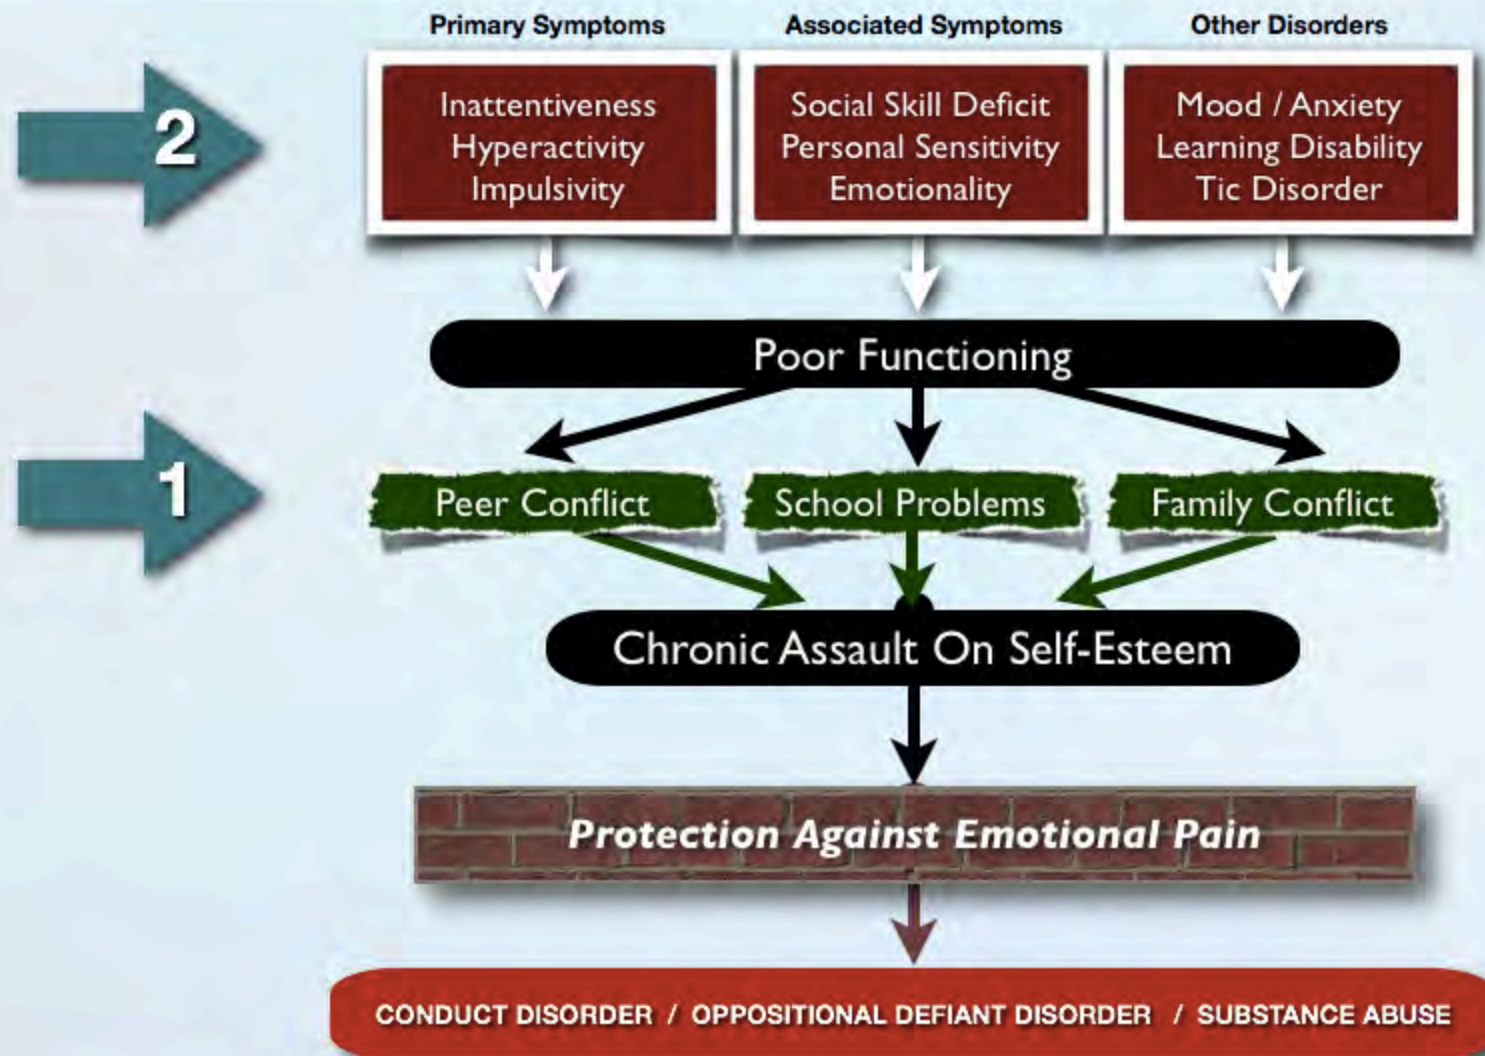 Primary Symptoms
Associated Symptoms
Other Disorders
2
Inattentiveness
Hyperactivity
Impulsivity
Social Skill Deficit
Personal Sensitivity
Emotionality
Mood / Anxiety
Learning Disability
Tic Disorder
Poor Functioning
1
Peer Conflict
School Problems
Family Conflict
Chronic Assault On Self-Esteem
Protection Against Emotional Pain
CONDUCT DISORDER / OPPOSITIONAL DEFIANT DISORDER / SUBSTANCE ABUSE